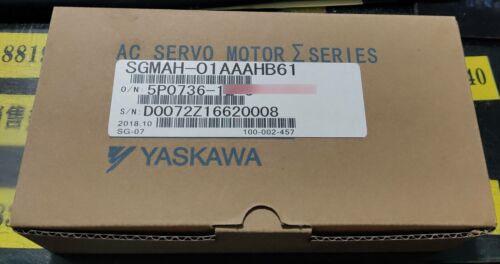 AC SERVO MOTOR Σ SERIES
SGMAH-01AAAHB61
O/N 5P0736-1
S/N D0072Z16620008
2018.10
SG-07 100-002-457
YASKAWA